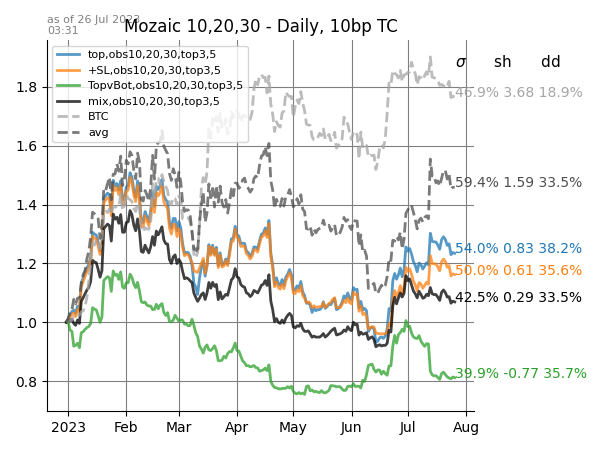 as of 26 Jul 2023
03:31
Mozaic 10,20,30 - Daily, 10bp TC
top,obs10,20,30,top3,5
+SL,obs10,20,30,top3,5
TopvBot,obs10,20,30,top3,5
mix,obs10,20,30,top3,5
BTC
avg
σ sh dd
46.9% 3.68 18.9%
59.4% 1.59 33.5%
54.0% 0.83 38.2%
50.0% 0.61 35.6%
42.5% 0.29 33.5%
39.9% -0.77 35.7%
1.8
1.6
1.4
1.2
1.0
0.8
2023 Feb Mar Apr May Jun Jul Aug